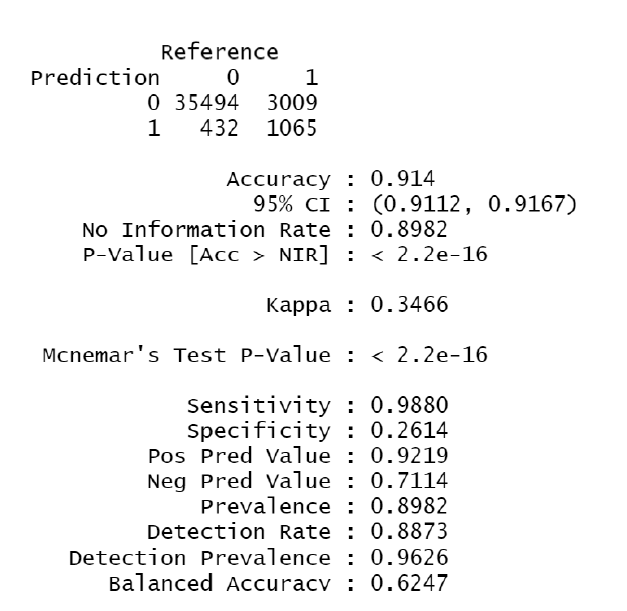 Reference
Prediction 0 1
0 35494 3009
1 432 1065
Accuracy : 0.914
95% CI : (0.9112, 0.9167)
No Information Rate : 0.8982
P-Value [Acc > NIR] : < 2.2e-16
Kappa : 0.3466
Mcnemar's Test P-Value : < 2.2e-16
Sensitivity : 0.9880
Specificity : 0.2614
Pos Pred Value : 0.9219
Neg Pred Value : 0.7114
Prevalence : 0.8982
Detection Rate : 0.8873
Detection Prevalence : 0.9626
Balanced Accuracy : 0.6247